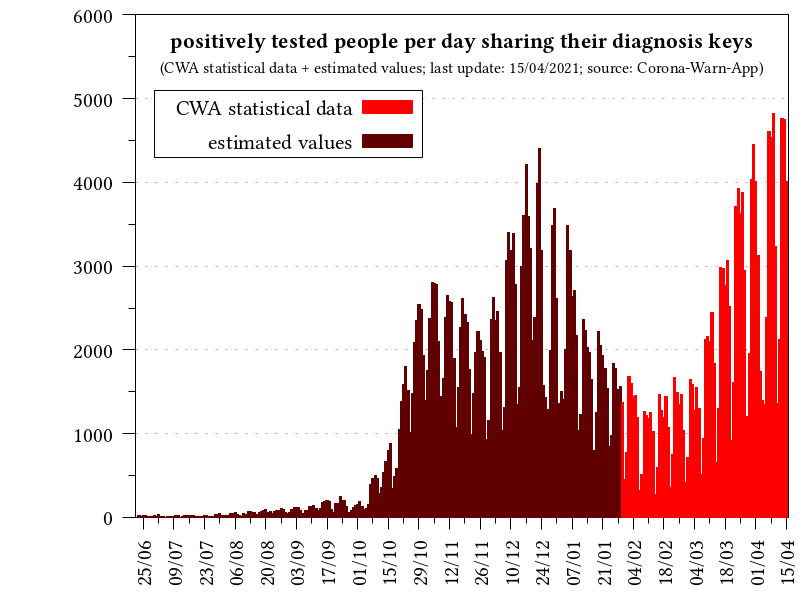 positively tested people per day sharing their diagnosis keys
(CWA statistical data + estimated values; last update: 15/04/2021; source: Corona-Warn-App)
CWA statistical data
estimated values
6000
5000
4000
3000
2000
1000
0
25/06 09/07 23/07 06/08 20/08 03/09 17/09 01/10 15/10 29/10 12/11 26/11 10/12 24/12 07/01 21/01 04/02 18/02 04/03 18/03 01/04 15/04